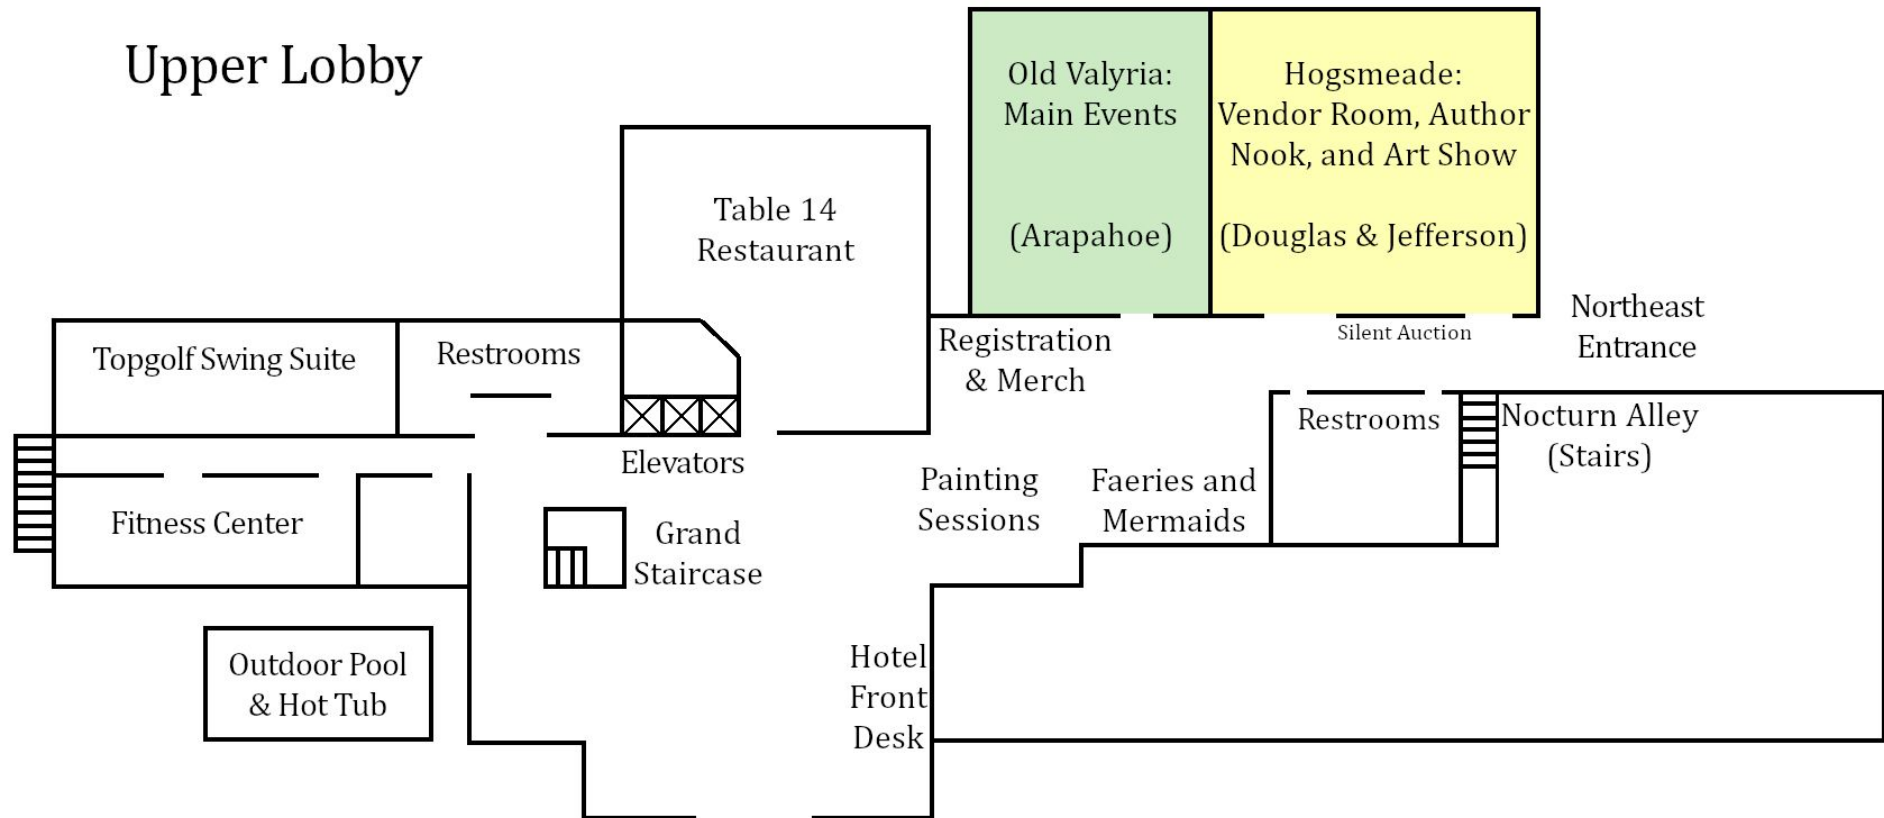 Upper Lobby
Old Valyria:
Main Events
(Arapahoe)
Hogsmeade:
Vendor Room, Author
Nook, and Art Show
(Douglas & Jefferson)
Table 14
Restaurant
Northeast
Entrance
Silent Auction
Registration
& Merch
Topgolf Swing Suite
Restrooms
Restrooms
Nocturn Alley
(Stairs)
Elevators
Painting
Sessions
Faeries and
Mermaids
Fitness Center
Grand
Staircase
Outdoor Pool
& Hot Tub
Hotel
Front
Desk